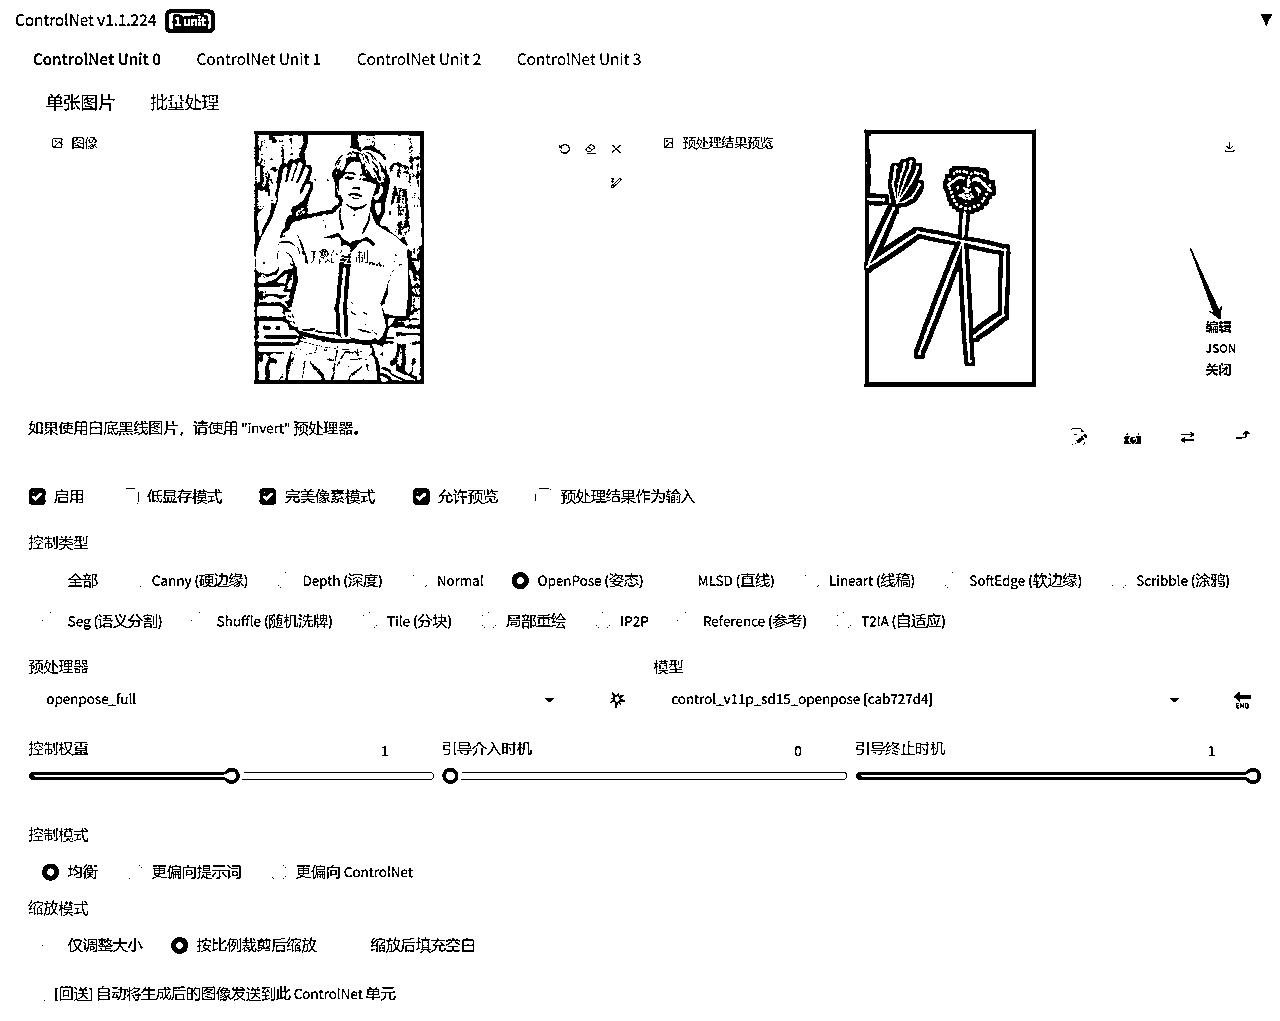 ControlNet v1.1.224 [1 unit]
ControlNet Unit 0 ControlNet Unit 1 ControlNet Unit 2 ControlNet Unit 3
单张图片 批量处理
图像 预处理结果预览
编辑
JSON
关闭
如果使用白底黑线图片，请使用 "invert" 预处理器。
启用 低显存模式 完美像素模式 允许预览 预处理结果作为输入
控制类型
全部 Canny (硬边缘) Depth (深度) Normal OpenPose (姿态) MLSD (直线) Lineart (线稿) SoftEdge (软边缘) Scribble (涂鸦)
Seg (语义分割) Shuffle (随机洗牌) Tile (分块) 局部重绘 IP2P Reference (参考) T2IA (自适应)
预处理器 模型
openpose_full control_v11p_sd15_openpose [cab727d4] END
控制权重 1 引导介入时机 0 引导终止时机 1
控制模式
均衡 更偏向提示词 更偏向 ControlNet
缩放模式
仅调整大小 按比例裁剪后缩放 缩放后填充空白
[回送] 自动将生成后的图像发送到此 ControlNet 单元